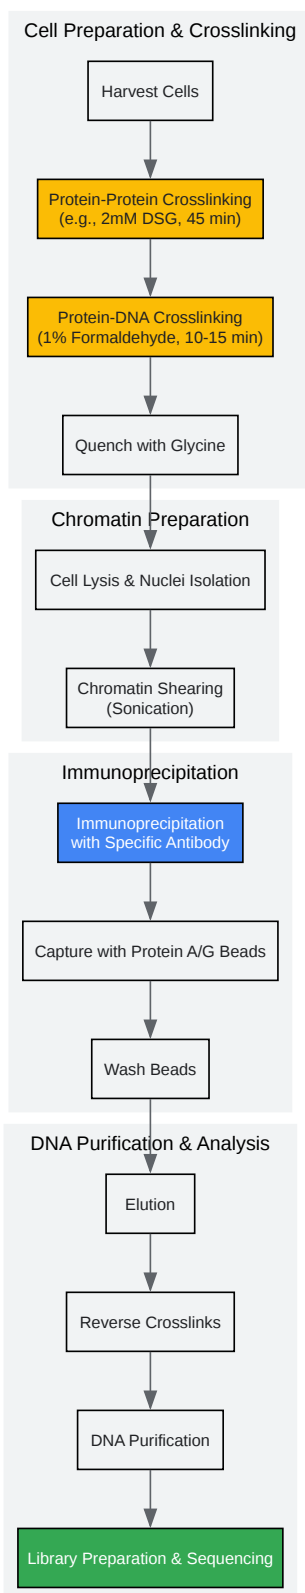 Cell Preparation & Crosslinking
Harvest Cells
Protein-Protein Crosslinking
(e.g., 2mM DSG, 45 min)
Protein-DNA Crosslinking
(1% Formaldehyde, 10-15 min)
Quench with Glycine
Chromatin Preparation
Cell Lysis & Nuclei Isolation
Chromatin Shearing
(Sonication)
Immunoprecipitation
Immunoprecipitation
with Specific Antibody
Capture with Protein A/G Beads
Wash Beads
DNA Purification & Analysis
Elution
Reverse Crosslinks
DNA Purification
Library Preparation & Sequencing